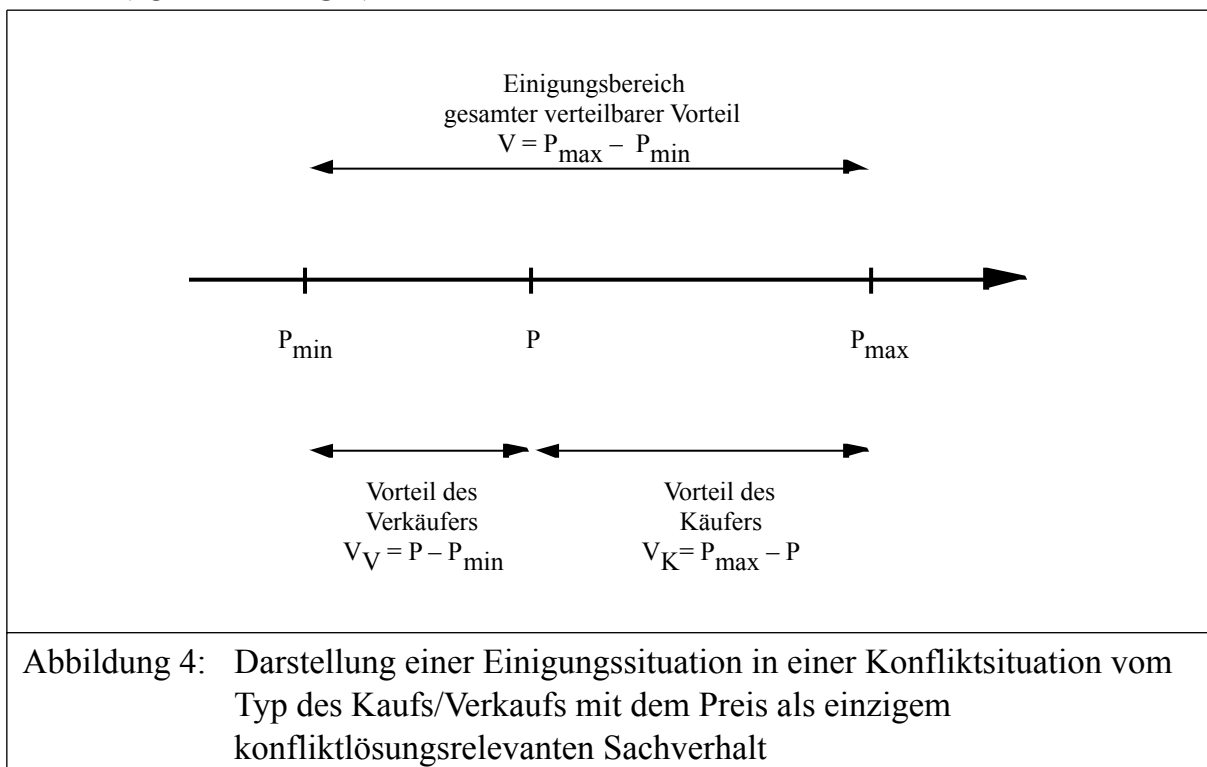 Einigungsbereich
gesamter verteilbarer Vorteil
V = Pmax – Pmin
Pmin P Pmax
Vorteil des Vorteil des
Verkäufers Käufers
VV = P – Pmin VK= Pmax – P
Abbildung 4: Darstellung einer Einigungssituation in einer Konfliktsituation vom
Typ des Kaufs/Verkaufs mit dem Preis als einzigem
konfliktlösungsrelevanten Sachverhalt